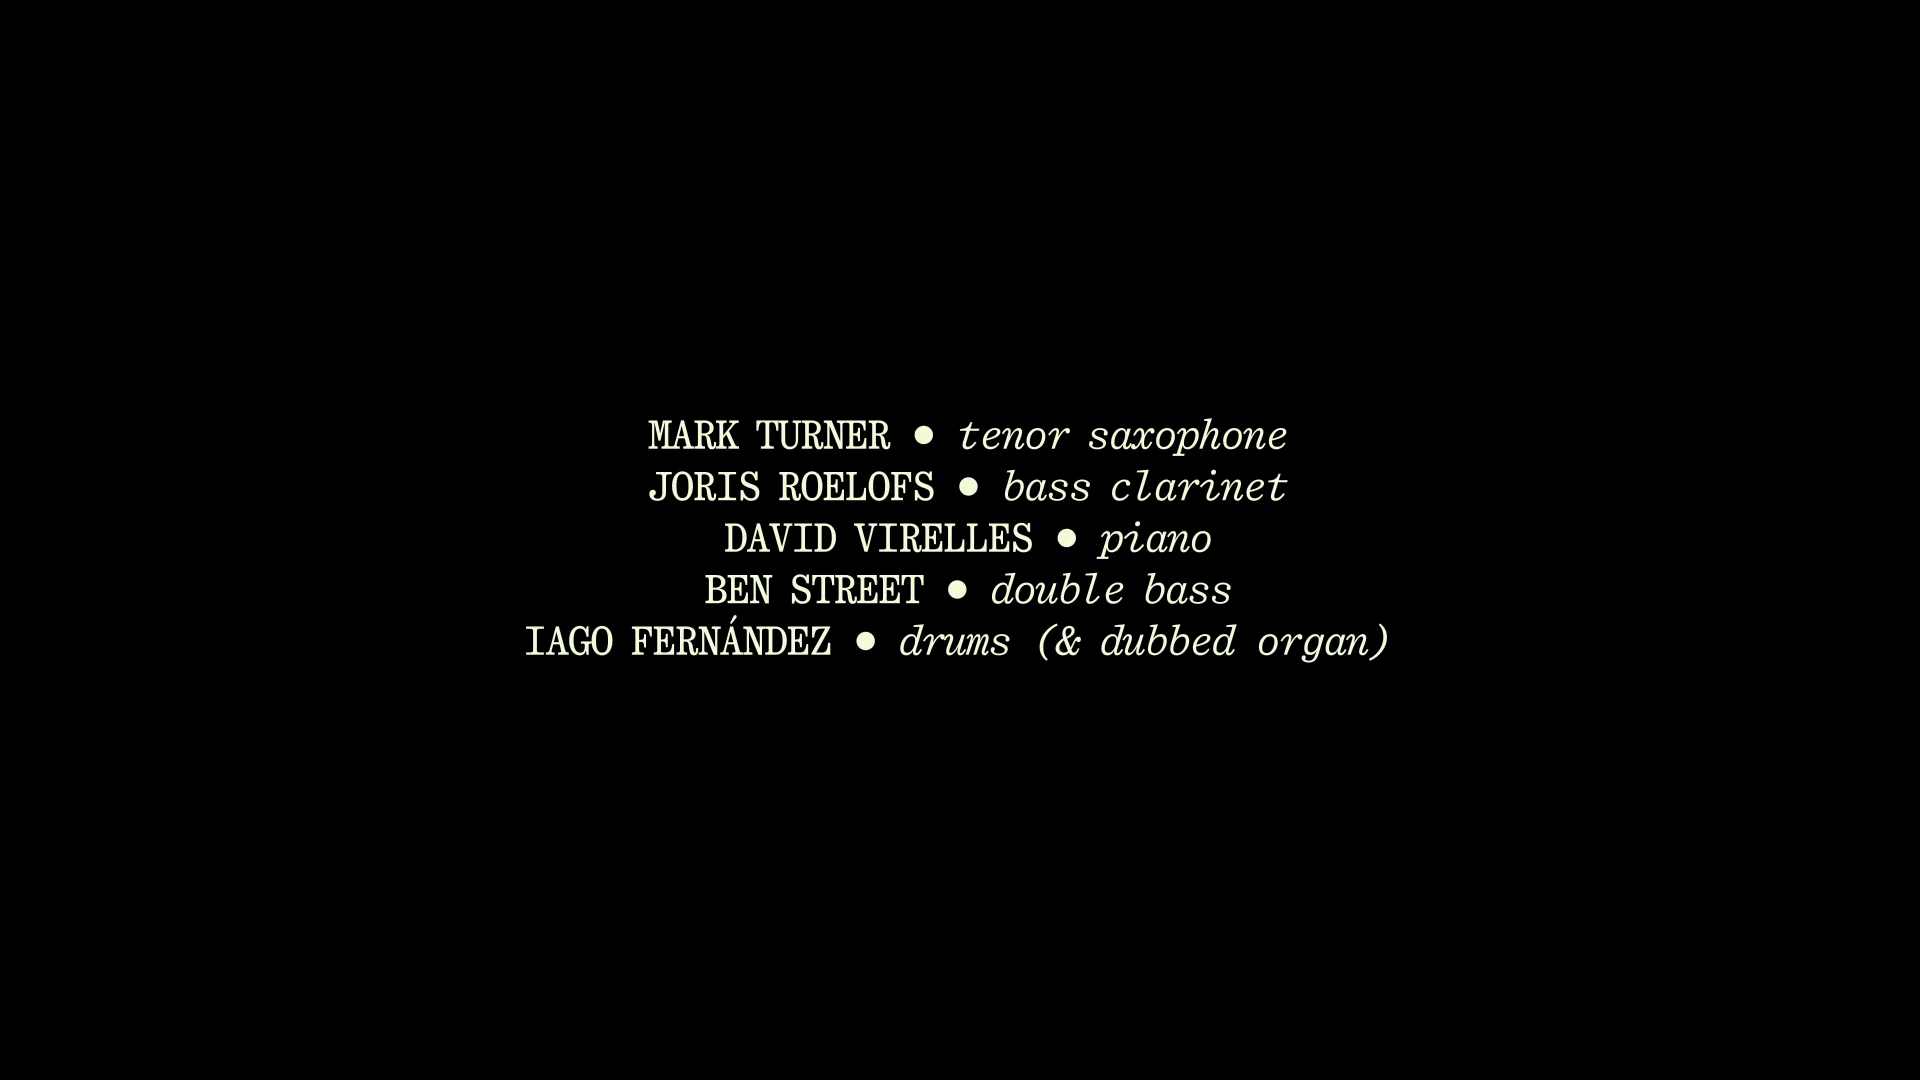 MARK TURNER ● tenor saxophone
JORIS ROELOFS ● bass clarinet
DAVID VIRELLES ● piano
BEN STREET ● double bass
IAGO FERNÁNDEZ ● drums (& dubbed organ)